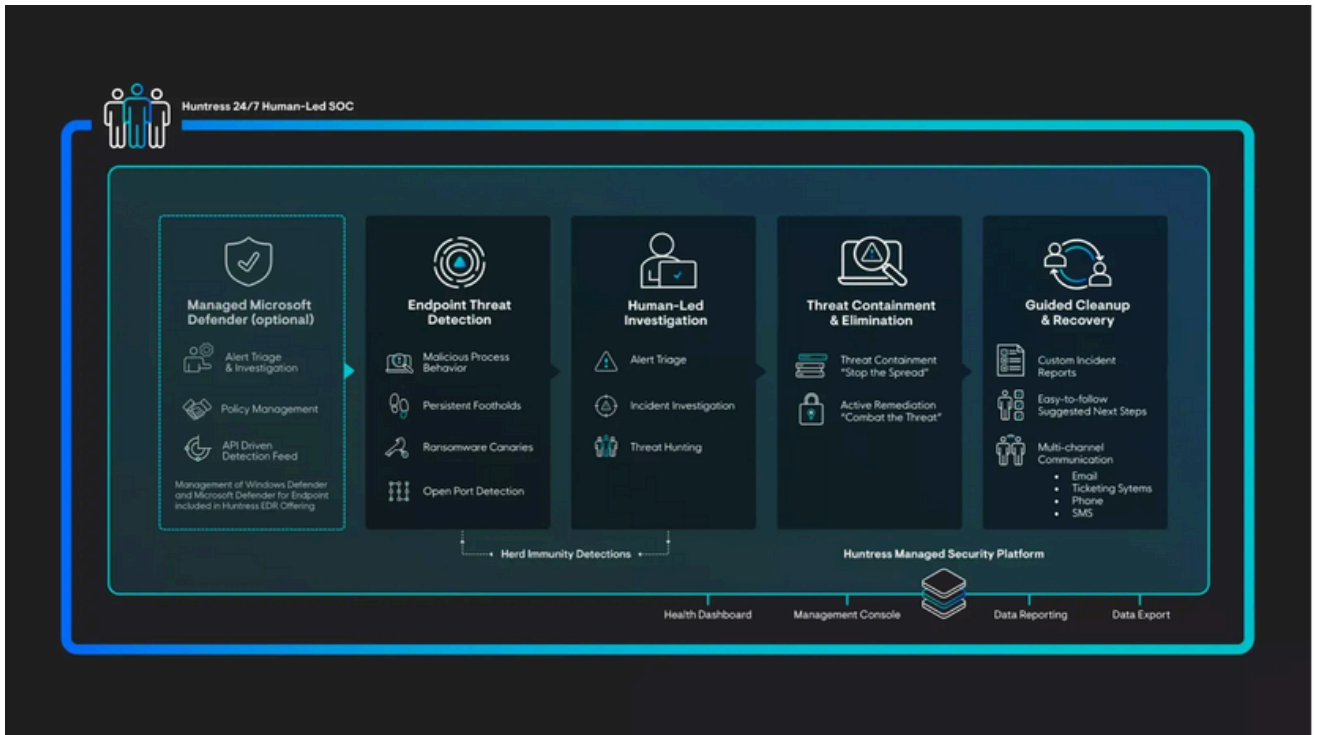 Huntress 24/7 Human-Led SOC
Managed Microsoft
Defender (optional)
Alert Triage
& Investigation
Policy Management
API Driven
Detection Feed
Management of Windows Defender
and Microsoft Defender for Endpoint
included in Huntress EDR Offering
Endpoint Threat
Detection
Malicious Process
Behavior
Persistent Footholds
Ransomware Canaries
Open Port Detection
Human-Led
Investigation
Alert Triage
Incident Investigation
Threat Hunting
Threat Containment
& Elimination
Threat Containment
"Stop the Spread"
Active Remediation
"Combat the Threat"
Guided Cleanup
& Recovery
Custom Incident
Reports
Easy-to-follow
Suggested Next Steps
Multi-channel
Communication
• Email
• Ticketing Sytems
• Phone
• SMS
Herd Immunity Detections
Huntress Managed Security Platform
Health Dashboard
Management Console
Data Reporting
Data Export